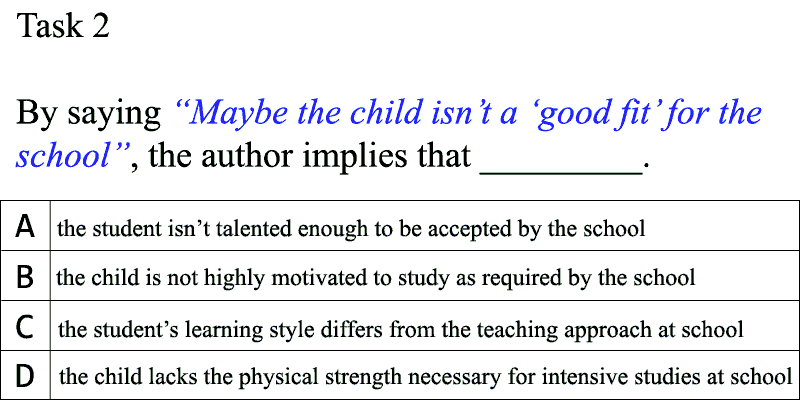 Task 2
By saying “Maybe the child isn’t a ‘good fit’ for the
school”, the author implies that _________.
A the student isn’t talented enough to be accepted by the school
B the child is not highly motivated to study as required by the school
C the student’s learning style differs from the teaching approach at school
D the child lacks the physical strength necessary for intensive studies at school